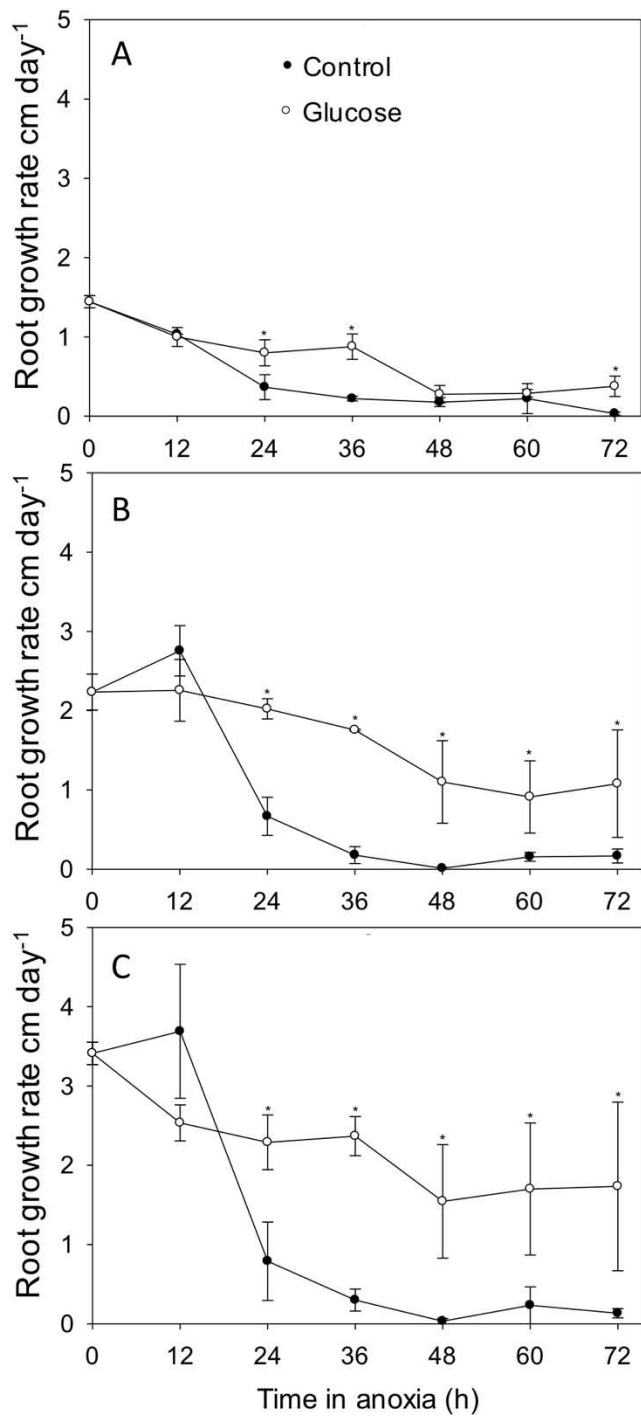 5
A
● Control
○ Glucose
4
3
2
1
0
* * *
0 12 24 36 48 60 72
Root growth rate cm day-1
5
B
4
3
2
1
0
* * * * *
0 12 24 36 48 60 72
Root growth rate cm day-1
5
C
4
3
2
1
0
* * * * *
0 12 24 36 48 60 72
Root growth rate cm day-1
Time in anoxia (h)